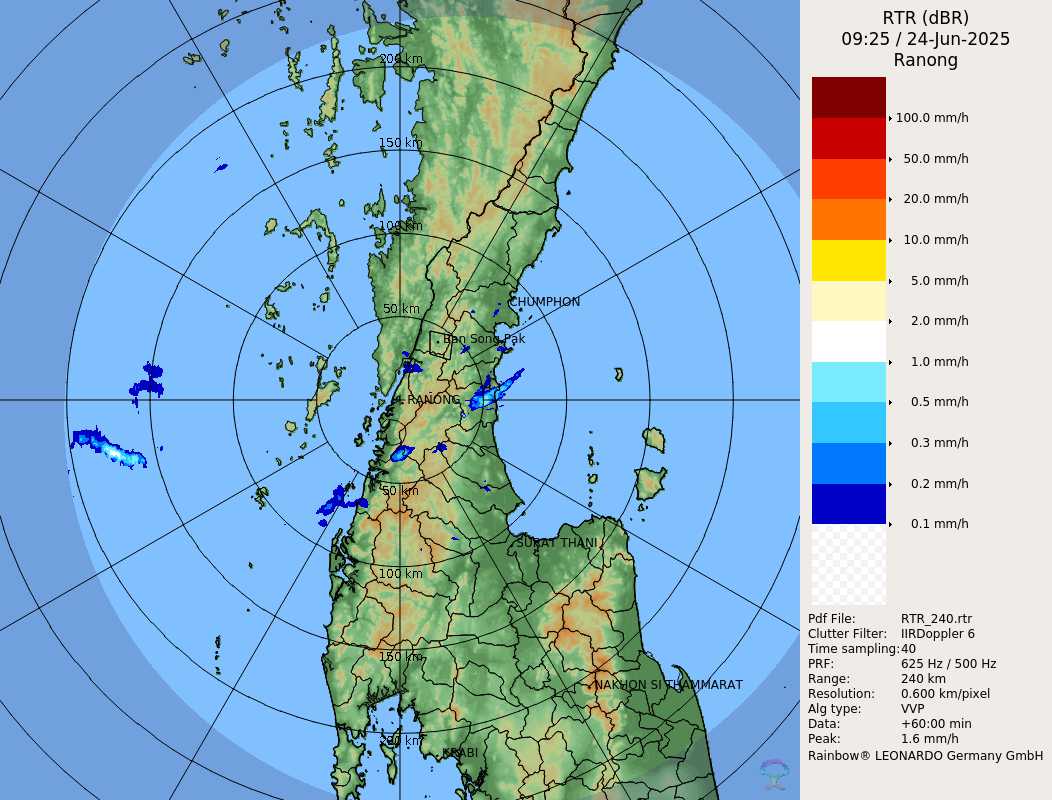 RTR (dBR)
09:25 / 24-Jun-2025
Ranong
100.0 mm/h
50.0 mm/h
20.0 mm/h
10.0 mm/h
5.0 mm/h
2.0 mm/h
1.0 mm/h
0.5 mm/h
0.3 mm/h
0.2 mm/h
0.1 mm/h
Pdf File: RTR_240.rtr
Clutter Filter: IIRDoppler 6
Time sampling:40
PRF: 625 Hz / 500 Hz
Range: 240 km
Resolution: 0.600 km/pixel
Alg type: VVP
Data: +60:00 min
Peak: 1.6 mm/h
Rainbow® LEONARDO Germany GmbH
200 km
150 km
100 km
50 km
CHUMPHON
Ban Song Pak
RANONG
50 km
SURAT THANI
100 km
150 km
NAKHON SI THAMMARAT
200 km
KRABI